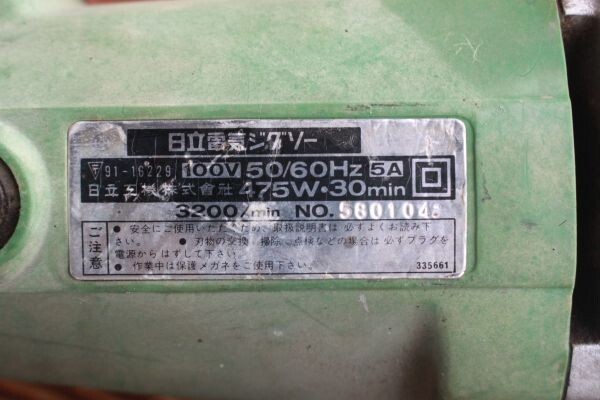 日立電気ジグソー
〒 91-16229 100V 50/60Hz 5A
日立工機株式會社 475W·30min
3200/min NO. 580104
ご注意
● 安全にご使用いただくため、取扱説明書は必ずよくお読み下
さい。 ● 刃物の交換、掃除、点検などの場合は必ずプラグを
電源からはずして下さい。
● 作業中は保護メガネをご使用下さい。
335661